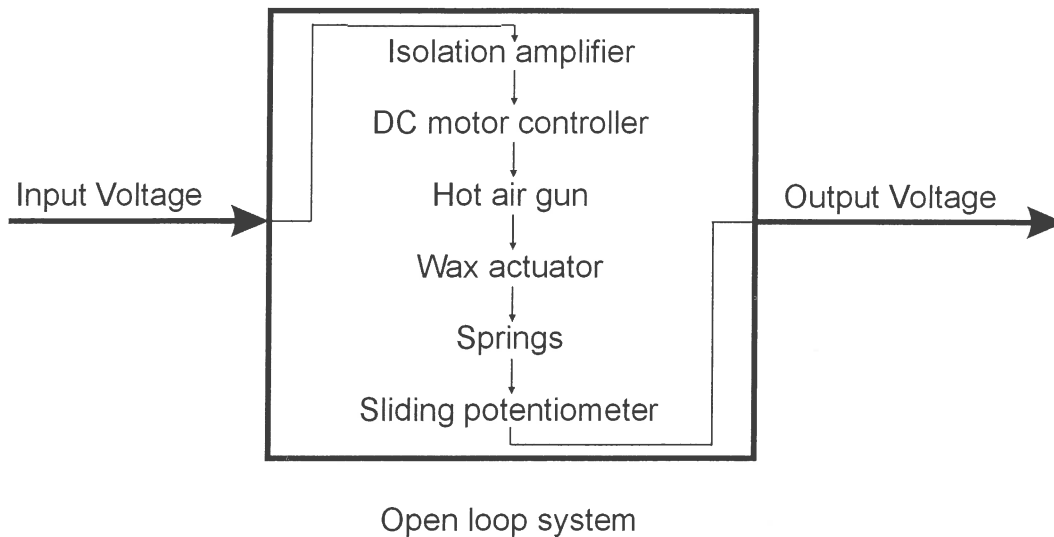 Isolation amplifier
DC motor controller
Input Voltage
Hot air gun
Output Voltage
Wax actuator
Springs
Sliding potentiometer
Open loop system